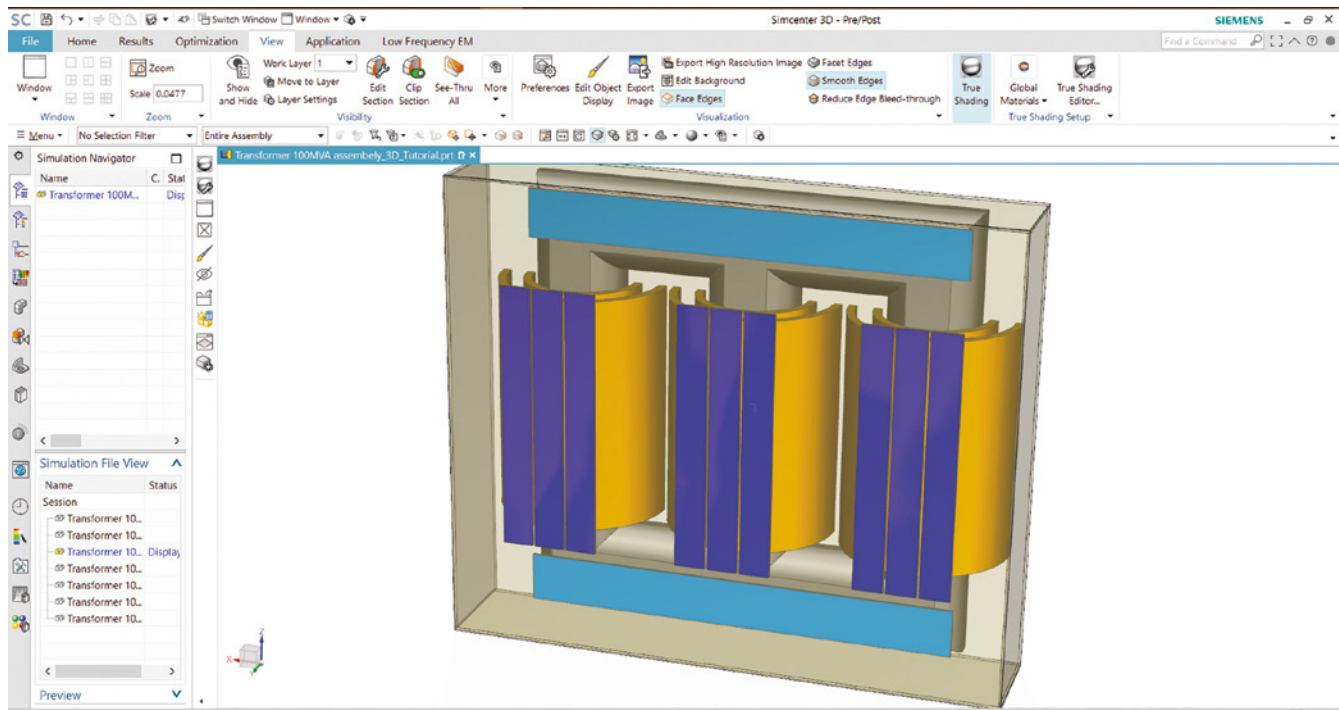 SC Switch Window Window Simcenter 3D - Pre/Post SIEMENS
File Home Results Optimization View Application Low Frequency EM Find a Command
Window
Window
Zoom
Scale 0.0477
Zoom
Show and Hide
Work Layer 1
Move to Layer
Layer Settings
Edit Section
Clip Section
See-Thru All
More
Visibility
Preferences
Edit Object Display
Export Image
Export High Resolution Image
Edit Background
Face Edges
Facet Edges
Smooth Edges
Reduce Edge Bleed-through
Visualization
True Shading
Global Materials
True Shading Editor...
True Shading Setup
Menu No Selection Filter Entire Assembly
Simulation Navigator
Name C. Stat
Transformer 100M... Disp
Transformer 100MVA assembely_3D_Tutorial.prt
Simulation File View
Name Status
Session
Transformer 10...
Transformer 10...
Transformer 10... Display
Transformer 10...
Transformer 10...
Transformer 10...
Transformer 10...
Preview
Z
X
Y